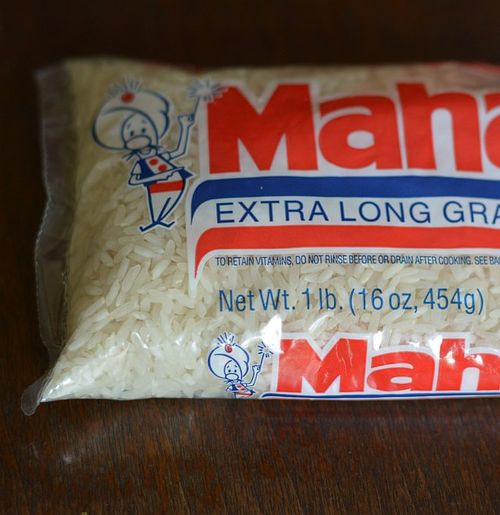 Maha
EXTRA LONG GRA
TO RETAIN VITAMINS, DO NOT RINSE BEFORE OR DRAIN AFTER COOKING. SEE BAC
Net Wt. 1 lb. (16 oz, 454g)
Mah